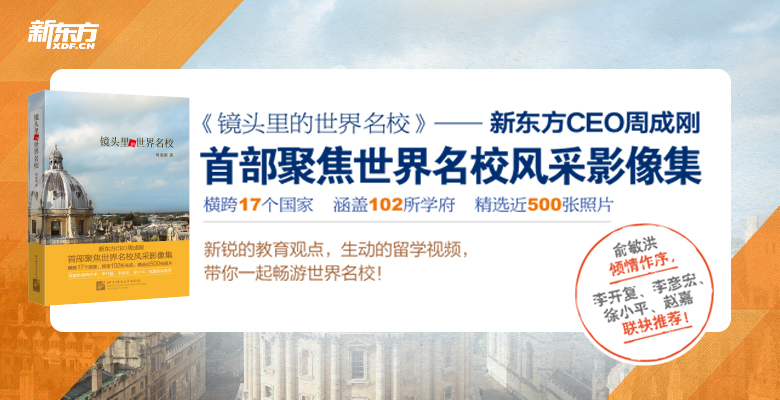 新东方
XDF.CN
镜头里的世界名校
周成刚 著
新东方CEO周成刚
首部聚焦世界名校风采影像集
《镜头里的世界名校》—— 新东方CEO周成刚
首部聚焦世界名校风采影像集
横跨17个国家 涵盖102所学府 精选近500张照片
新锐的教育观点，生动的留学视频，
带你一起畅游世界名校！
俞敏洪
倾情作序，
李开复、李彦宏、
徐小平、赵嘉
联袂推荐！